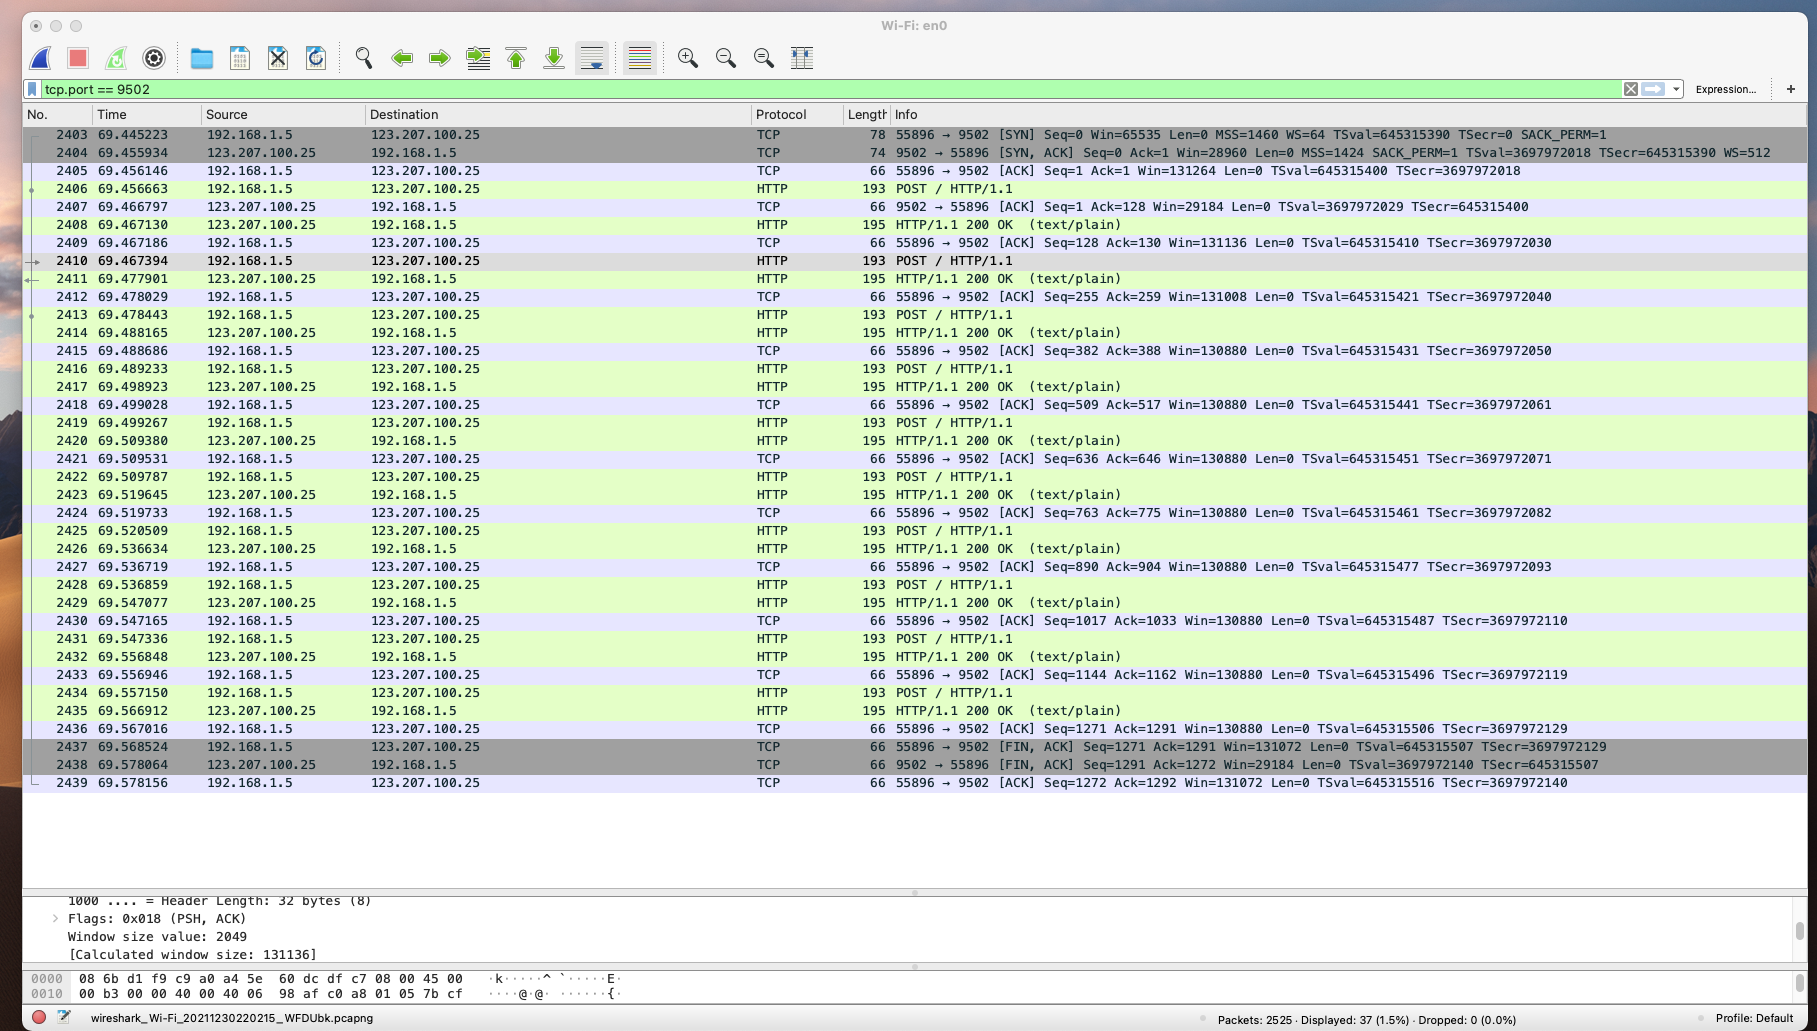 Wi-Fi: en0
tcp.port == 9502 Expression… +
No. Time Source Destination Protocol Length Info
2403 69.445223 192.168.1.5 123.207.100.25 TCP 78 55896 → 9502 [SYN] Seq=0 Win=65535 Len=0 MSS=1460 WS=64 TSval=645315390 TSecr=0 SACK_PERM=1
2404 69.455934 123.207.100.25 192.168.1.5 TCP 74 9502 → 55896 [SYN, ACK] Seq=0 Ack=1 Win=28960 Len=0 MSS=1424 SACK_PERM=1 TSval=3697972018 TSecr=645315390 WS=512
2405 69.456146 192.168.1.5 123.207.100.25 TCP 66 55896 → 9502 [ACK] Seq=1 Ack=1 Win=131264 Len=0 TSval=645315400 TSecr=3697972018
2406 69.456663 192.168.1.5 123.207.100.25 HTTP 193 POST / HTTP/1.1
2407 69.466797 123.207.100.25 192.168.1.5 TCP 66 9502 → 55896 [ACK] Seq=1 Ack=128 Win=29184 Len=0 TSval=3697972029 TSecr=645315400
2408 69.467130 123.207.100.25 192.168.1.5 HTTP 195 HTTP/1.1 200 OK (text/plain)
2409 69.467186 192.168.1.5 123.207.100.25 TCP 66 55896 → 9502 [ACK] Seq=128 Ack=130 Win=131136 Len=0 TSval=645315410 TSecr=3697972030
2410 69.467394 192.168.1.5 123.207.100.25 HTTP 193 POST / HTTP/1.1
2411 69.477901 123.207.100.25 192.168.1.5 HTTP 195 HTTP/1.1 200 OK (text/plain)
2412 69.478029 192.168.1.5 123.207.100.25 TCP 66 55896 → 9502 [ACK] Seq=255 Ack=259 Win=131008 Len=0 TSval=645315421 TSecr=3697972040
2413 69.478443 192.168.1.5 123.207.100.25 HTTP 193 POST / HTTP/1.1
2414 69.488165 123.207.100.25 192.168.1.5 HTTP 195 HTTP/1.1 200 OK (text/plain)
2415 69.488686 192.168.1.5 123.207.100.25 TCP 66 55896 → 9502 [ACK] Seq=382 Ack=388 Win=130880 Len=0 TSval=645315431 TSecr=3697972050
2416 69.489233 192.168.1.5 123.207.100.25 HTTP 193 POST / HTTP/1.1
2417 69.498923 123.207.100.25 192.168.1.5 HTTP 195 HTTP/1.1 200 OK (text/plain)
2418 69.499028 192.168.1.5 123.207.100.25 TCP 66 55896 → 9502 [ACK] Seq=509 Ack=517 Win=130880 Len=0 TSval=645315441 TSecr=3697972061
2419 69.499267 192.168.1.5 123.207.100.25 HTTP 193 POST / HTTP/1.1
2420 69.509380 123.207.100.25 192.168.1.5 HTTP 195 HTTP/1.1 200 OK (text/plain)
2421 69.509531 192.168.1.5 123.207.100.25 TCP 66 55896 → 9502 [ACK] Seq=636 Ack=646 Win=130880 Len=0 TSval=645315451 TSecr=3697972071
2422 69.509787 192.168.1.5 123.207.100.25 HTTP 193 POST / HTTP/1.1
2423 69.519645 123.207.100.25 192.168.1.5 HTTP 195 HTTP/1.1 200 OK (text/plain)
2424 69.519733 192.168.1.5 123.207.100.25 TCP 66 55896 → 9502 [ACK] Seq=763 Ack=775 Win=130880 Len=0 TSval=645315461 TSecr=3697972082
2425 69.520509 192.168.1.5 123.207.100.25 HTTP 193 POST / HTTP/1.1
2426 69.536634 123.207.100.25 192.168.1.5 HTTP 195 HTTP/1.1 200 OK (text/plain)
2427 69.536719 192.168.1.5 123.207.100.25 TCP 66 55896 → 9502 [ACK] Seq=890 Ack=904 Win=130880 Len=0 TSval=645315477 TSecr=3697972093
2428 69.536859 192.168.1.5 123.207.100.25 HTTP 193 POST / HTTP/1.1
2429 69.547077 123.207.100.25 192.168.1.5 HTTP 195 HTTP/1.1 200 OK (text/plain)
2430 69.547165 192.168.1.5 123.207.100.25 TCP 66 55896 → 9502 [ACK] Seq=1017 Ack=1033 Win=130880 Len=0 TSval=645315487 TSecr=3697972110
2431 69.547336 192.168.1.5 123.207.100.25 HTTP 193 POST / HTTP/1.1
2432 69.556848 123.207.100.25 192.168.1.5 HTTP 195 HTTP/1.1 200 OK (text/plain)
2433 69.556946 192.168.1.5 123.207.100.25 TCP 66 55896 → 9502 [ACK] Seq=1144 Ack=1162 Win=130880 Len=0 TSval=645315496 TSecr=3697972119
2434 69.557150 192.168.1.5 123.207.100.25 HTTP 193 POST / HTTP/1.1
2435 69.566912 123.207.100.25 192.168.1.5 HTTP 195 HTTP/1.1 200 OK (text/plain)
2436 69.567016 192.168.1.5 123.207.100.25 TCP 66 55896 → 9502 [ACK] Seq=1271 Ack=1291 Win=130880 Len=0 TSval=645315506 TSecr=3697972129
2437 69.568524 192.168.1.5 123.207.100.25 TCP 66 55896 → 9502 [FIN, ACK] Seq=1271 Ack=1291 Win=131072 Len=0 TSval=645315507 TSecr=3697972129
2438 69.578064 123.207.100.25 192.168.1.5 TCP 66 9502 → 55896 [FIN, ACK] Seq=1291 Ack=1272 Win=29184 Len=0 TSval=3697972140 TSecr=645315507
2439 69.578156 192.168.1.5 123.207.100.25 TCP 66 55896 → 9502 [ACK] Seq=1272 Ack=1292 Win=131072 Len=0 TSval=645315516 TSecr=3697972140
1000 .... = Header Length: 32 bytes (8)
Flags: 0x018 (PSH, ACK)
Window size value: 2049
[Calculated window size: 131136]
0000 08 6b d1 f9 c9 a0 a4 5e 60 dc df c7 08 00 45 00 ·k·····^ `·····E·
0010 00 b3 00 00 40 00 40 06 98 af c0 a8 01 05 7b cf ····@·@· ······{·
wireshark_Wi-Fi_20211230220215_WFDUbk.pcapng Packets: 2525 · Displayed: 37 (1.5%) · Dropped: 0 (0.0%) Profile: Default